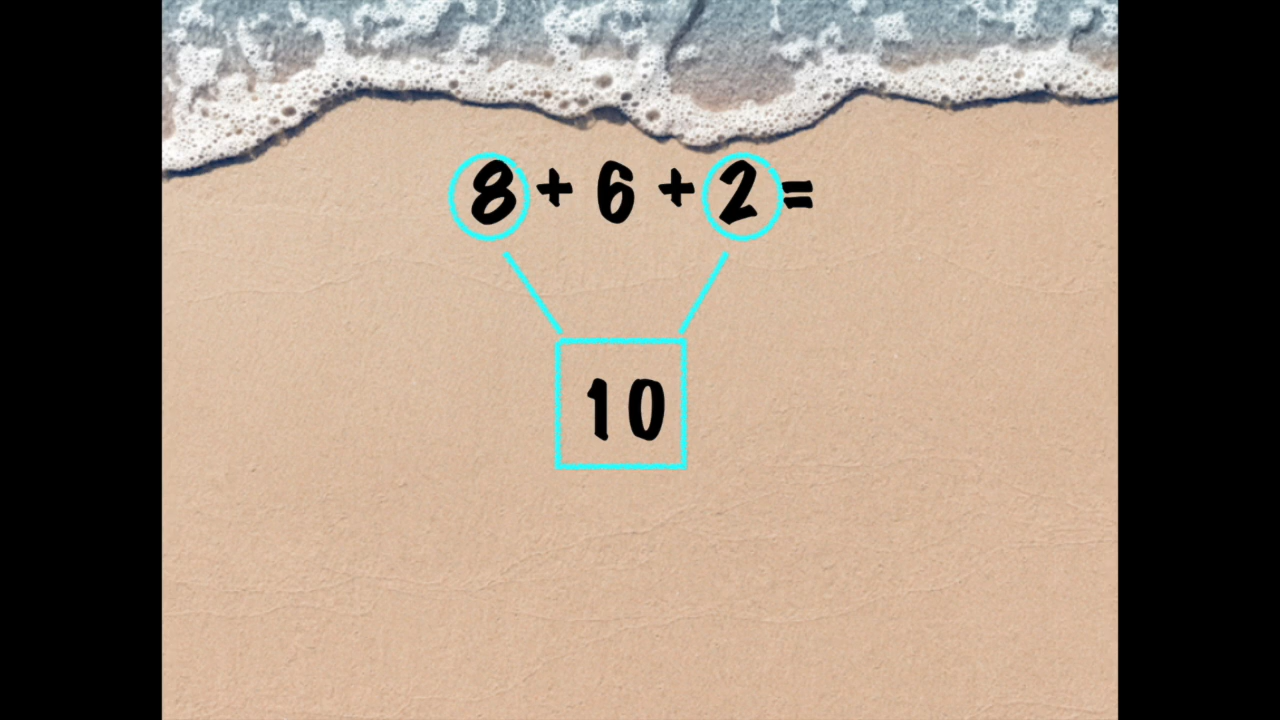 8 + 6 + 2 =
10